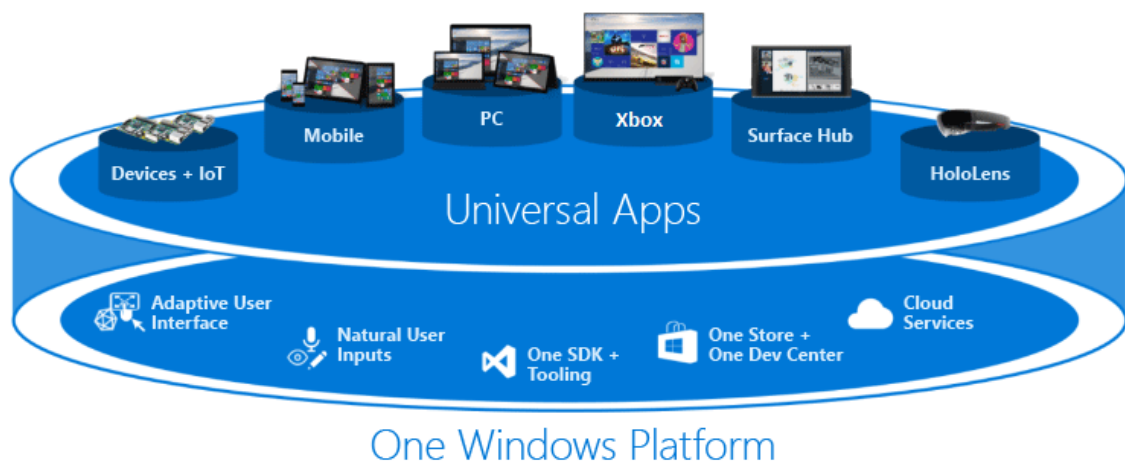 PC
Xbox
Mobile
Surface Hub
Devices + IoT
HoloLens
Universal Apps
Adaptive User
Interface
Natural User
Inputs
One SDK +
Tooling
One Store +
One Dev Center
Cloud
Services
One Windows Platform